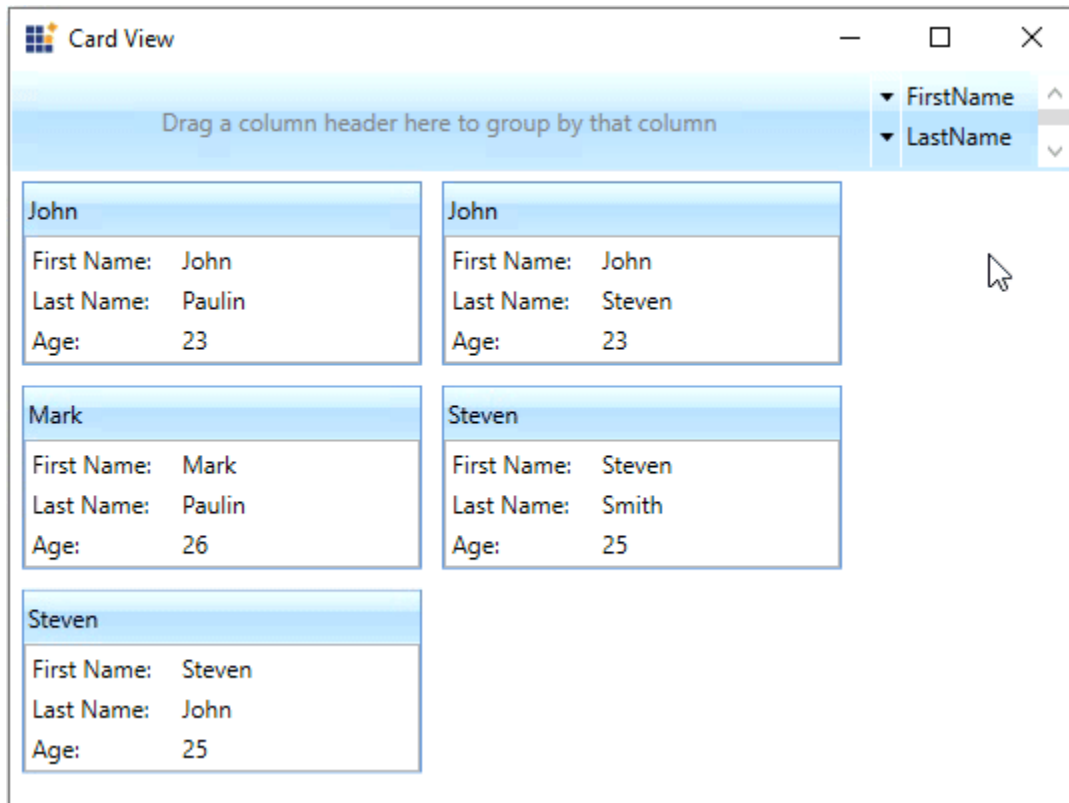 Card View
Drag a column header here to group by that column
FirstName
LastName
John
First Name: John
Last Name: Paulin
Age: 23
John
First Name: John
Last Name: Steven
Age: 23
Mark
First Name: Mark
Last Name: Paulin
Age: 26
Steven
First Name: Steven
Last Name: Smith
Age: 25
Steven
First Name: Steven
Last Name: John
Age: 25